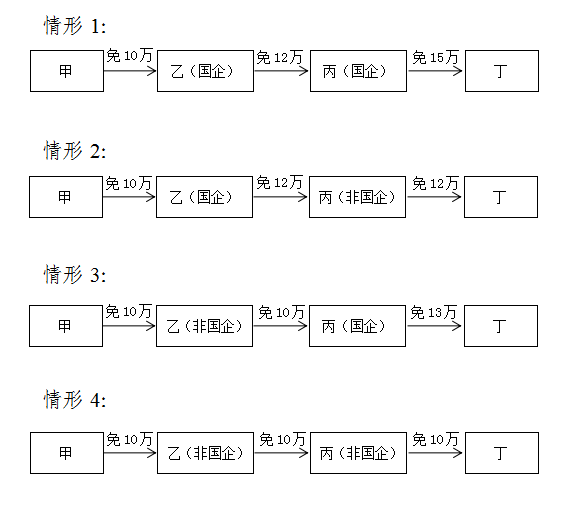 情形 1:
免10万 免12万 免15万
甲 乙（国企） 丙（国企） 丁
情形 2:
免10万 免12万 免12万
甲 乙（国企） 丙（非国企） 丁
情形 3:
免10万 免10万 免13万
甲 乙（非国企） 丙（国企） 丁
情形 4:
免10万 免10万 免10万
甲 乙（非国企） 丙（非国企） 丁